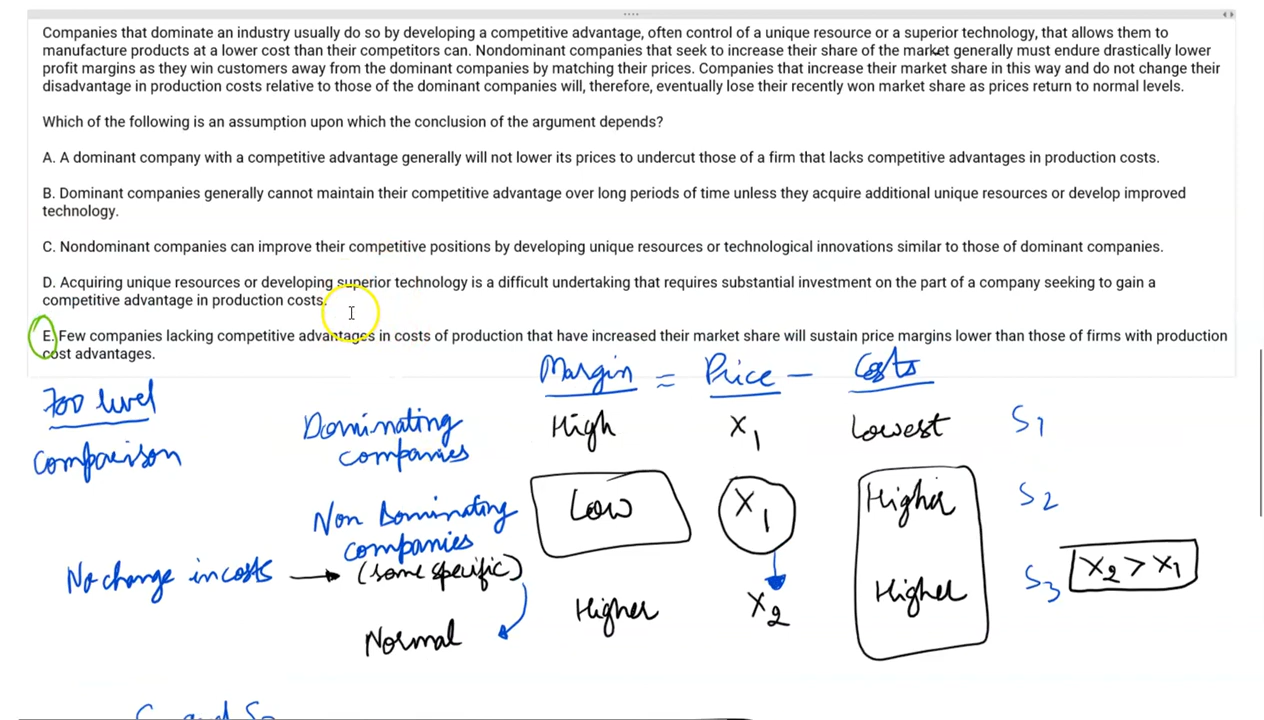 Companies that dominate an industry usually do so by developing a competitive advantage, often control of a unique resource or a superior technology, that allows them to
manufacture products at a lower cost than their competitors can. Nondominant companies that seek to increase their share of the market generally must endure drastically lower
profit margins as they win customers away from the dominant companies by matching their prices. Companies that increase their market share in this way and do not change their
disadvantage in production costs relative to those of the dominant companies will, therefore, eventually lose their recently won market share as prices return to normal levels.
Which of the following is an assumption upon which the conclusion of the argument depends?
A. A dominant company with a competitive advantage generally will not lower its prices to undercut those of a firm that lacks competitive advantages in production costs.
B. Dominant companies generally cannot maintain their competitive advantage over long periods of time unless they acquire additional unique resources or develop improved
technology.
C. Nondominant companies can improve their competitive positions by developing unique resources or technological innovations similar to those of dominant companies.
D. Acquiring unique resources or developing superior technology is a difficult undertaking that requires substantial investment on the part of a company seeking to gain a
competitive advantage in production costs.
E. Few companies lacking competitive advantages in costs of production that have increased their market share will sustain price margins lower than those of firms with production
cost advantages.
Margin = Price - Costs
700 level
comparison
Dominating
companies
High X1 Lowest S1
Non Dominating
companies
Low X1 Higher S2
No change in costs → (some specific)
Higher X2 Higher S3 X2 > X1
Normal